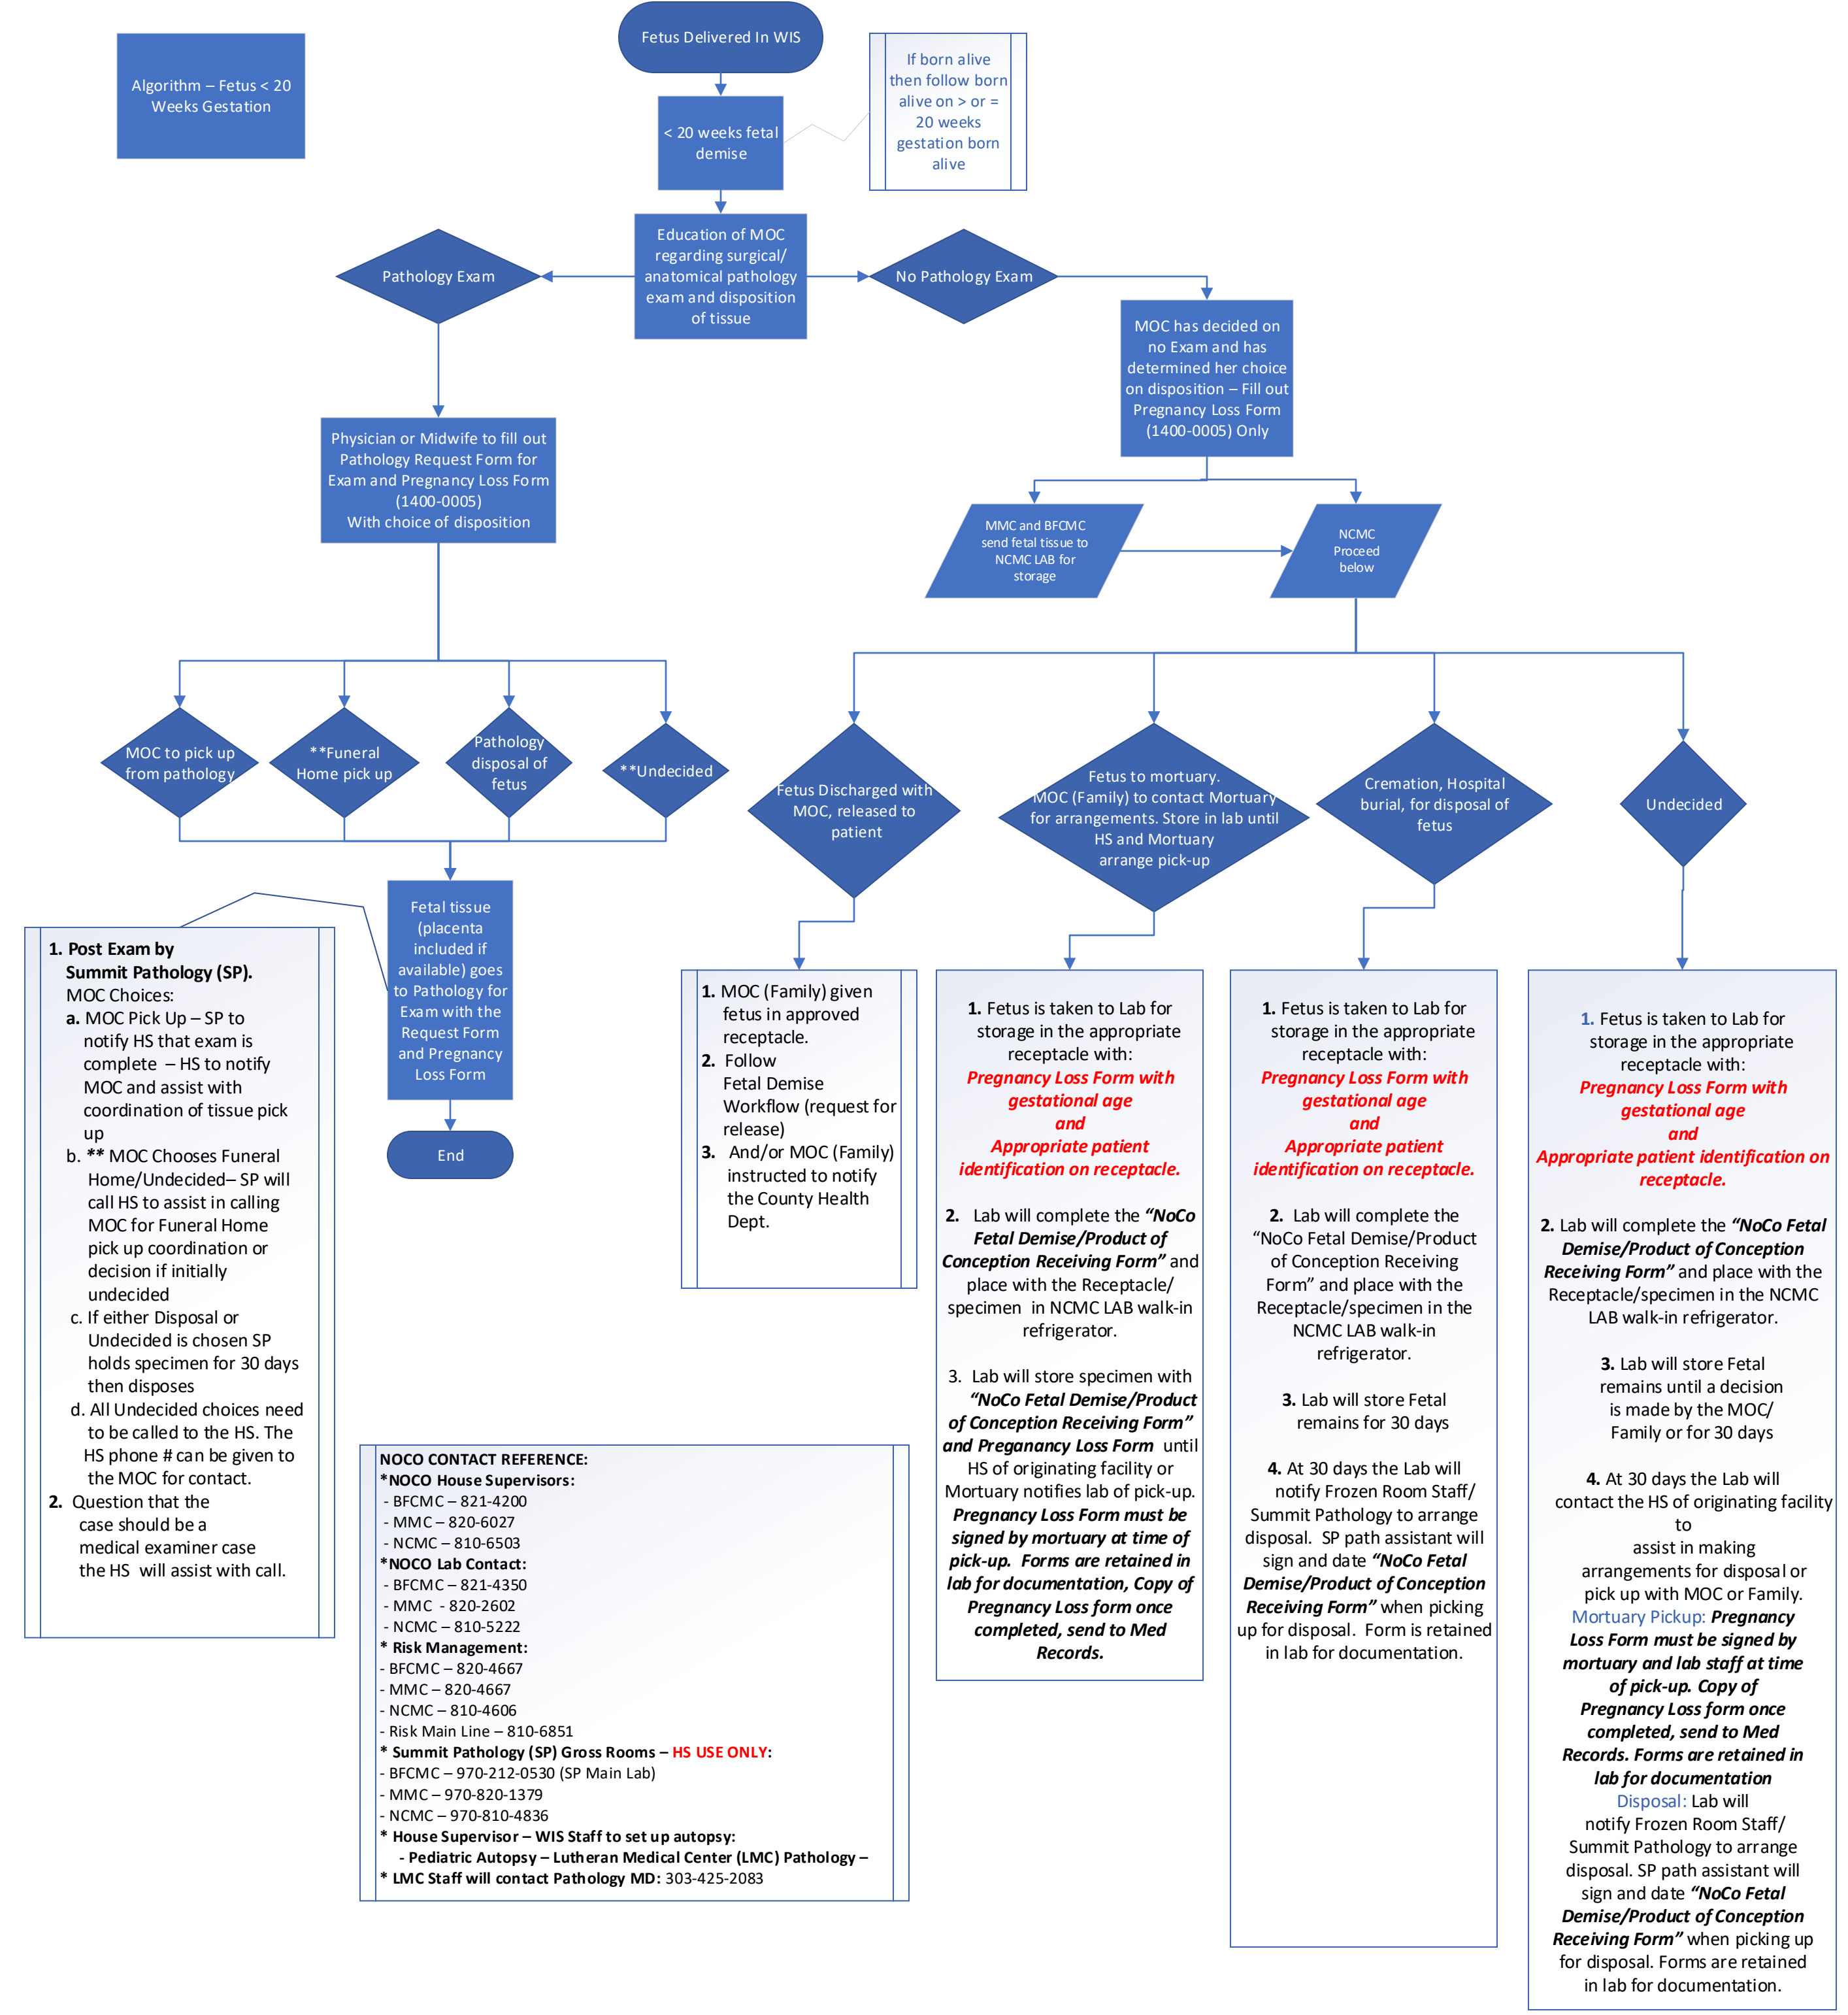 Algorithm – Fetus < 20
Weeks Gestation
Fetus Delivered In WIS
If born alive
then follow born
alive on > or =
20 weeks
gestation born
alive
< 20 weeks fetal
demise
Education of MOC
regarding surgical/
anatomical pathology
exam and disposition
of tissue
Pathology Exam
No Pathology Exam
MOC has decided on
no Exam and has
determined her choice
on disposition – Fill out
Pregnancy Loss Form
(1400-0005) Only
Physician or Midwife to fill out
Pathology Request Form for
Exam and Pregnancy Loss Form
(1400-0005)
With choice of disposition
MMC and BFCMC
send fetal tissue to
NCMC LAB for
storage
NCMC
Proceed
below
MOC to pick up
from pathology
**Funeral
Home pick up
Pathology
disposal of
fetus
**Undecided
Fetus Discharged with
MOC, released to
patient
Fetus to mortuary.
MOC (Family) to contact Mortuary
for arrangements. Store in lab until
HS and Mortuary
arrange pick-up
Cremation, Hospital
burial, for disposal of
fetus
Undecided
Fetal tissue
(placenta
included if
available) goes
to Pathology for
Exam with the
Request Form
and Pregnancy
Loss Form
End
1. Post Exam by
Summit Pathology (SP).
MOC Choices:
a. MOC Pick Up – SP to
notify HS that exam is
complete – HS to notify
MOC and assist with
coordination of tissue pick
up
b. ** MOC Chooses Funeral
Home/Undecided– SP will
call HS to assist in calling
MOC for Funeral Home
pick up coordination or
decision if initially
undecided
c. If either Disposal or
Undecided is chosen SP
holds specimen for 30 days
then disposes
d. All Undecided choices need
to be called to the HS. The
HS phone # can be given to
the MOC for contact.
2. Question that the
case should be a
medical examiner case
the HS will assist with call.
1. MOC (Family) given
fetus in approved
receptacle.
2. Follow
Fetal Demise
Workflow (request for
release)
3. And/or MOC (Family)
instructed to notify
the County Health
Dept.
1. Fetus is taken to Lab for
storage in the appropriate
receptacle with:
Pregnancy Loss Form with
gestational age
and
Appropriate patient
identification on receptacle.
2. Lab will complete the “NoCo
Fetal Demise/Product of
Conception Receiving Form” and
place with the Receptacle/
specimen in NCMC LAB walk-in
refrigerator.
3. Lab will store specimen with
“NoCo Fetal Demise/Product
of Conception Receiving Form”
and Preganancy Loss Form until
HS of originating facility or
Mortuary notifies lab of pick-up.
Pregnancy Loss Form must be
signed by mortuary at time of
pick-up. Forms are retained in
lab for documentation, Copy of
Pregnancy Loss form once
completed, send to Med
Records.
1. Fetus is taken to Lab for
storage in the appropriate
receptacle with:
Pregnancy Loss Form with
gestational age
and
Appropriate patient
identification on receptacle.
2. Lab will complete the
“NoCo Fetal Demise/Product
of Conception Receiving
Form” and place with the
Receptacle/specimen in the
NCMC LAB walk-in
refrigerator.
3. Lab will store Fetal
remains for 30 days
4. At 30 days the Lab will
notify Frozen Room Staff/
Summit Pathology to arrange
disposal. SP path assistant will
sign and date “NoCo Fetal
Demise/Product of Conception
Receiving Form” when picking
up for disposal. Form is retained
in lab for documentation.
1. Fetus is taken to Lab for
storage in the appropriate
receptacle with:
Pregnancy Loss Form with
gestational age
and
Appropriate patient identification on
receptacle.
2. Lab will complete the “NoCo Fetal
Demise/Product of Conception
Receiving Form” and place with the
Receptacle/specimen in the NCMC
LAB walk-in refrigerator.
3. Lab will store Fetal
remains until a decision
is made by the MOC/
Family or for 30 days
4. At 30 days the Lab will
contact the HS of originating facility
to
assist in making
arrangements for disposal or
pick up with MOC or Family.
Mortuary Pickup: Pregnancy
Loss Form must be signed by
mortuary and lab staff at time
of pick-up. Copy of
Pregnancy Loss form once
completed, send to Med
Records. Forms are retained in
lab for documentation
Disposal: Lab will
notify Frozen Room Staff/
Summit Pathology to arrange
disposal. SP path assistant will
sign and date “NoCo Fetal
Demise/Product of Conception
Receiving Form” when picking up
for disposal. Forms are retained
in lab for documentation.
NOCO CONTACT REFERENCE:
*NOCO House Supervisors:
- BFCMC – 821-4200
- MMC – 820-6027
- NCMC – 810-6503
*NOCO Lab Contact:
- BFCMC – 821-4350
- MMC - 820-2602
- NCMC – 810-5222
* Risk Management:
- BFCMC – 820-4667
- MMC – 820-4667
- NCMC – 810-4606
- Risk Main Line – 810-6851
* Summit Pathology (SP) Gross Rooms – HS USE ONLY:
- BFCMC – 970-212-0530 (SP Main Lab)
- MMC – 970-820-1379
- NCMC – 970-810-4836
* House Supervisor – WIS Staff to set up autopsy:
- Pediatric Autopsy – Lutheran Medical Center (LMC) Pathology –
* LMC Staff will contact Pathology MD: 303-425-2083